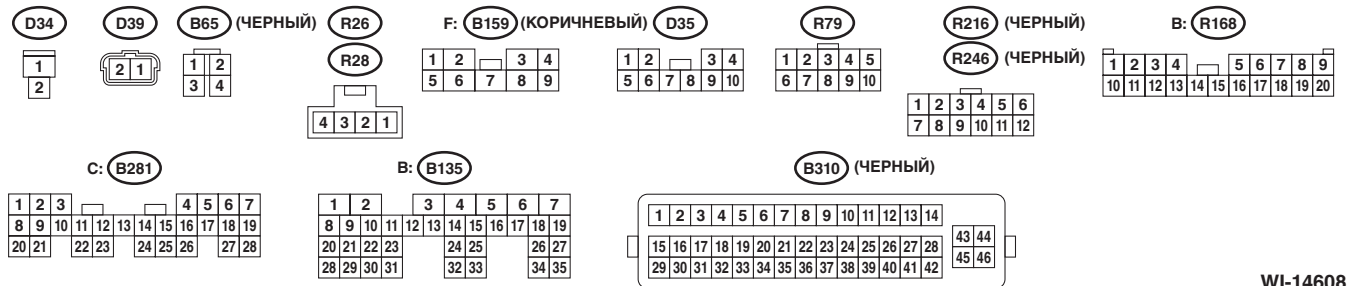 D34 D39 B65 (ЧЕРНЫЙ) R26 F: B159 (КОРИЧНЕВЫЙ) D35 R79 R216 (ЧЕРНЫЙ) B: R168
R28 R246 (ЧЕРНЫЙ)
1
2
2 1
1 2
3 4
4 3 2 1
1 2 3 4
5 6 7 8 9
1 2 3 4
5 6 7 8 9 10
1 2 3 4 5
6 7 8 9 10
1 2 3 4 5 6
7 8 9 10 11 12
1 2 3 4 5 6 7 8 9
10 11 12 13 14 15 16 17 18 19 20
C: B281 B: B135 B310 (ЧЕРНЫЙ)
1 2 3 4 5 6 7
8 9 10 11 12 13 14 15 16 17 18 19
20 21 22 23 24 25 26 27 28
1 2 3 4 5 6 7
8 9 10 11 12 13 14 15 16 17 18 19
20 21 22 23 24 25 26 27
28 29 30 31 32 33 34 35
1 2 3 4 5 6 7 8 9 10 11 12 13 14
15 16 17 18 19 20 21 22 23 24 25 26 27 28
29 30 31 32 33 34 35 36 37 38 39 40 41 42
43 44
45 46
WI-14608